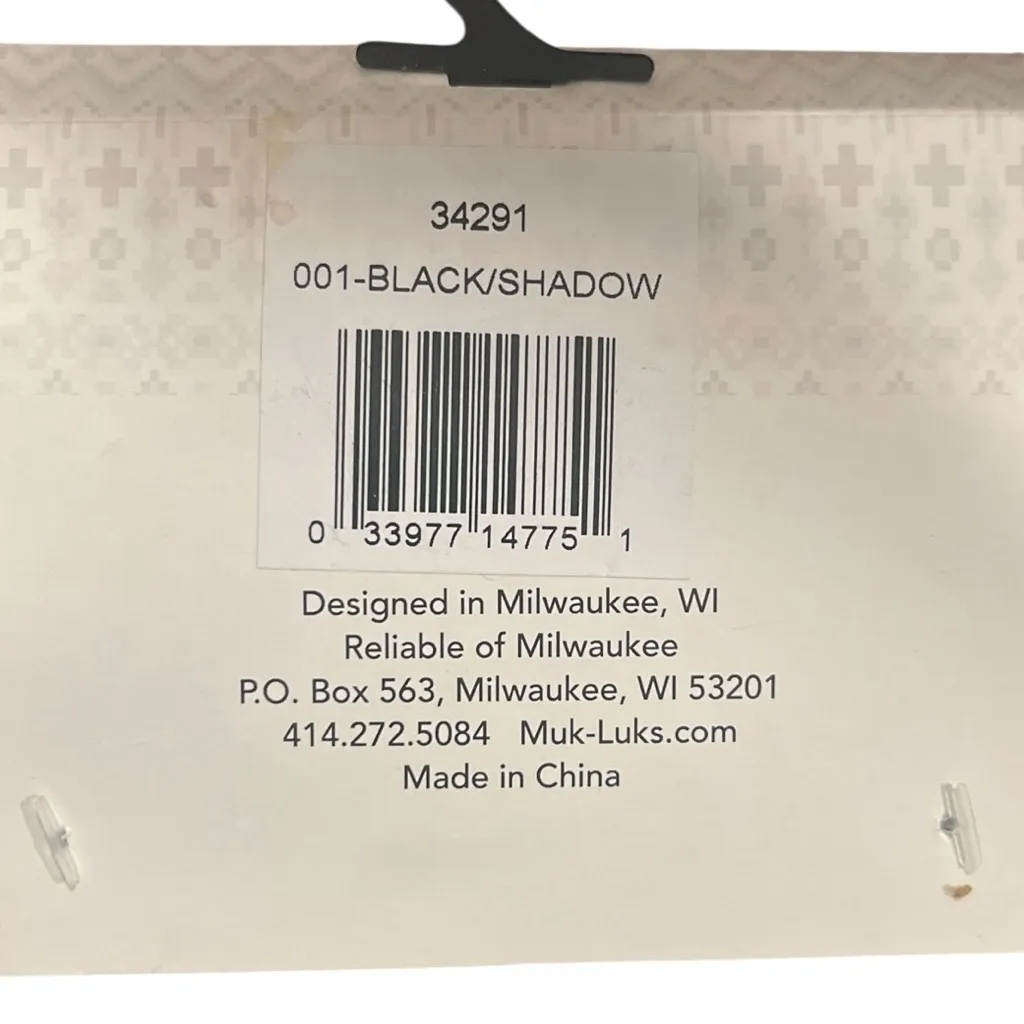 34291
001-BLACK/SHADOW
0 33977 14775 1
Designed in Milwaukee, WI
Reliable of Milwaukee
P.O. Box 563, Milwaukee, WI 53201
414.272.5084 Muk-Luks.com
Made in China